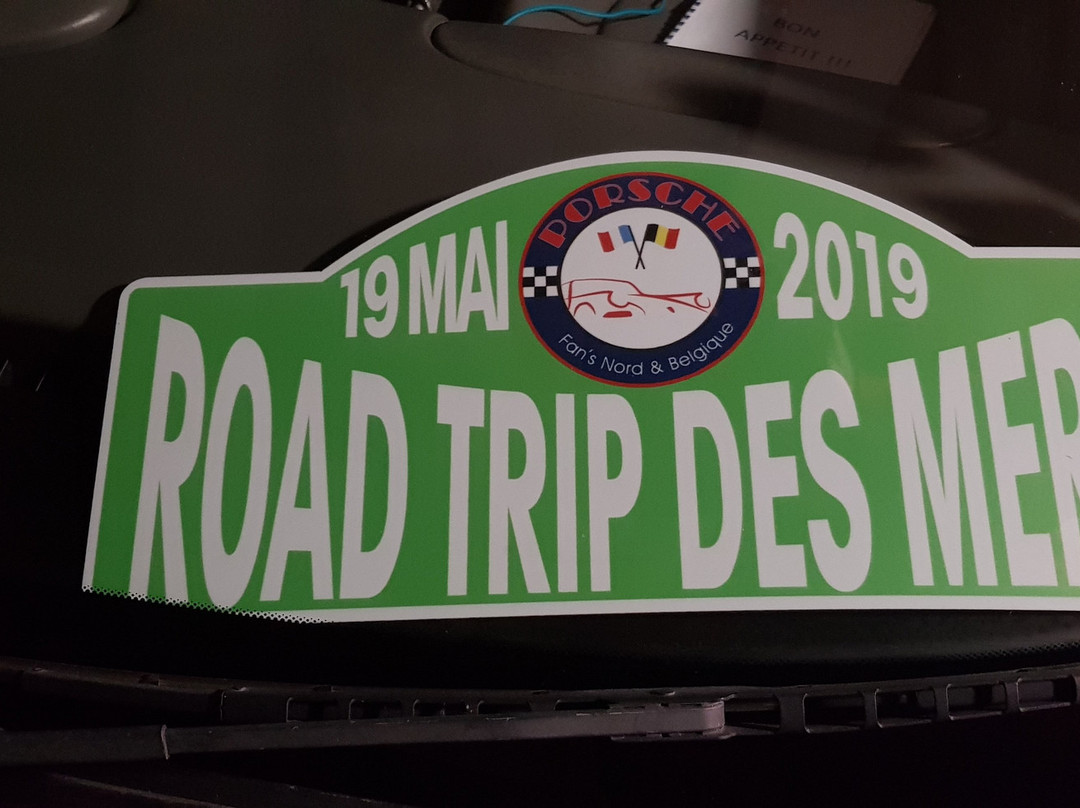 BON
APPETIT !!!
19 MAI
PORSCHE
Fan's Nord & Belgique
2019
ROAD TRIP DES MER